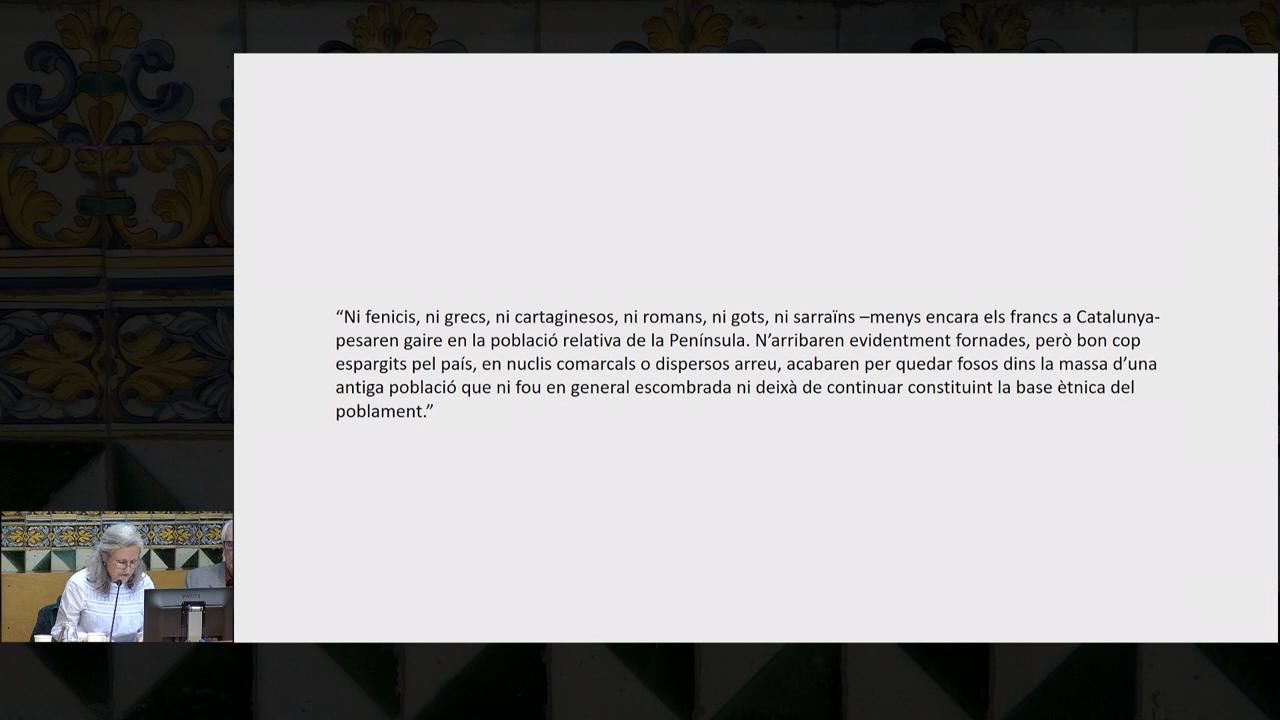 “Ni fenicis, ni grecs, ni cartaginesos, ni romans, ni gots, ni sarraïns –menys encara els francs a Catalunya-
pesaren gaire en la població relativa de la Península. N’arribaren evidentment fornades, però bon cop
espargits pel país, en nuclis comarcals o dispersos arreu, acabaren per quedar fosos dins la massa d’una
antiga població que ni fou en general escombrada ni deixà de continuar constituint la base ètnica del
poblament.”